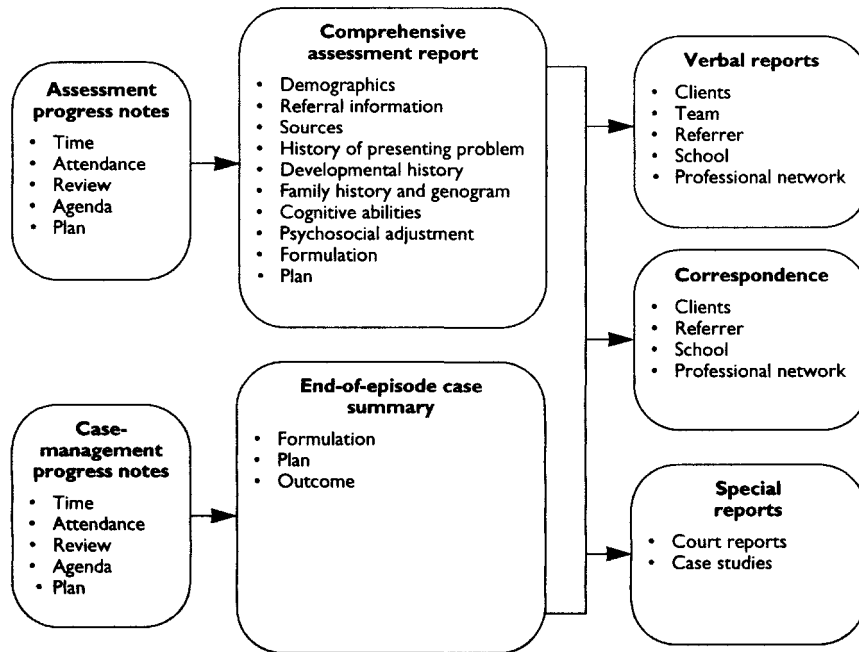 Assessment
progress notes
• Time
• Attendance
• Review
• Agenda
• Plan
Comprehensive
assessment report
• Demographics
• Referral information
• Sources
• History of presenting problem
• Developmental history
• Family history and genogram
• Cognitive abilities
• Psychosocial adjustment
• Formulation
• Plan
Verbal reports
• Clients
• Team
• Referrer
• School
• Professional network
Correspondence
• Clients
• Referrer
• School
• Professional network
Case-
management
progress notes
• Time
• Attendance
• Review
• Agenda
• Plan
End-of-episode case
summary
• Formulation
• Plan
• Outcome
Special
reports
• Court reports
• Case studies